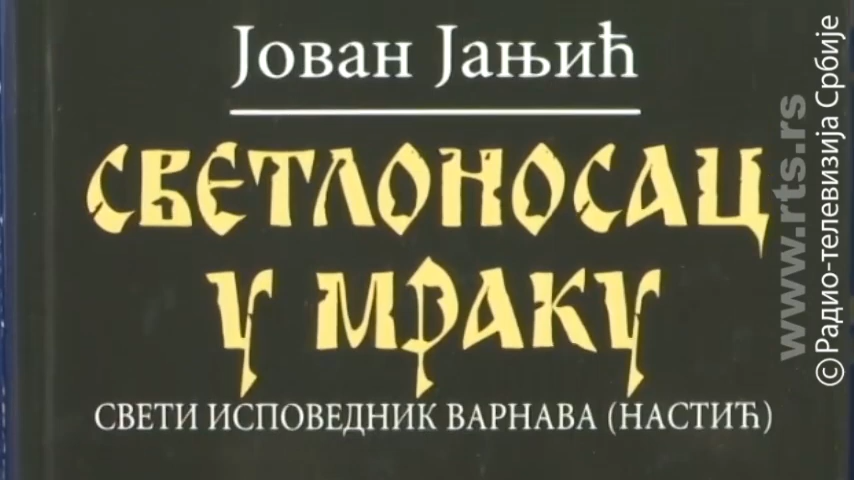 Јован Јањић
СВЕТЛОНОСАЦ
У МРАКУ
СВЕТИ ИСПОВЕДНИК ВАРНАВА (НАСТИЋ)
www.rts.rs
© Радио-телевизија Србије